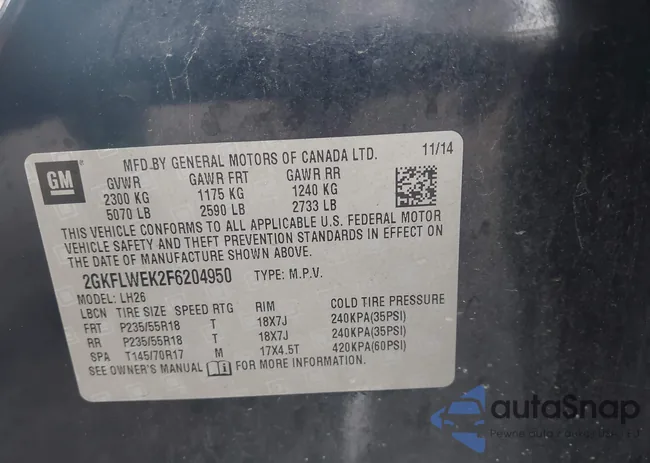 MFD.BY GENERAL MOTORS OF CANADA LTD. 11/14
GM
GVWR GAWR FRT GAWR RR
2300 KG 1175 KG 1240 KG
5070 LB 2590 LB 2733 LB
THIS VEHICLE CONFORMS TO ALL APPLICABLE U.S. FEDERAL MOTOR
VEHICLE SAFETY AND THEFT PREVENTION STANDARDS IN EFFECT ON
THE DATE OF MANUFACTURE SHOWN ABOVE.
2GKFLWEK2F6204950 TYPE: M.P.V.
MODEL: LH26
LBCN TIRE SIZE SPEED RTG RIM COLD TIRE PRESSURE
FRT P235/55R18 T 18X7J 240KPA(35PSI)
RR P235/55R18 T 18X7J 240KPA(35PSI)
SPA T145/70R17 M 17X4.5T 420KPA(60PSI)
SEE OWNER'S MANUAL FOR MORE INFORMATION.
autaSnap
Pewne auta